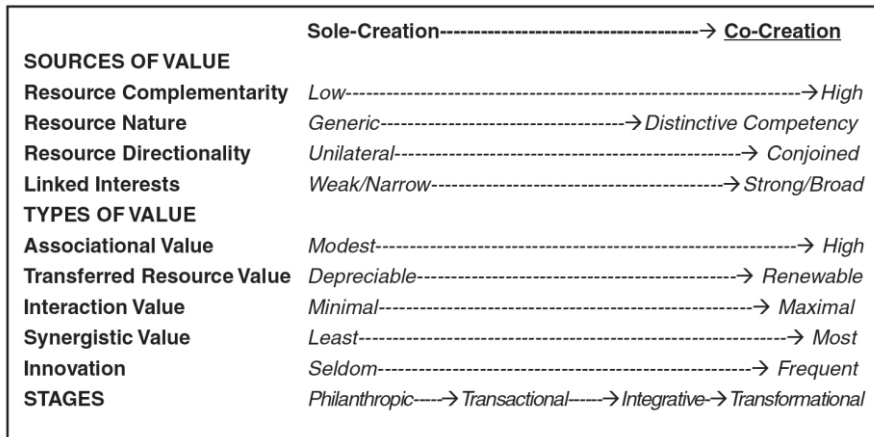 Sole-Creation------------------------------------→ Co-Creation
SOURCES OF VALUE
Resource Complementarity Low----------------------------------------------------------------→High
Resource Nature Generic--------------------------------------→Distinctive Competency
Resource Directionality Unilateral---------------------------------------------------→ Conjoined
Linked Interests Weak/Narrow------------------------------------------→Strong/Broad
TYPES OF VALUE
Associational Value Modest-----------------------------------------------------------→ High
Transferred Resource Value Depreciable---------------------------------------------→ Renewable
Interaction Value Minimal------------------------------------------------------→ Maximal
Synergistic Value Least------------------------------------------------------------→ Most
Innovation Seldom-----------------------------------------------------→ Frequent
STAGES Philanthropic-----→Transactional------→Integrative-→Transformational